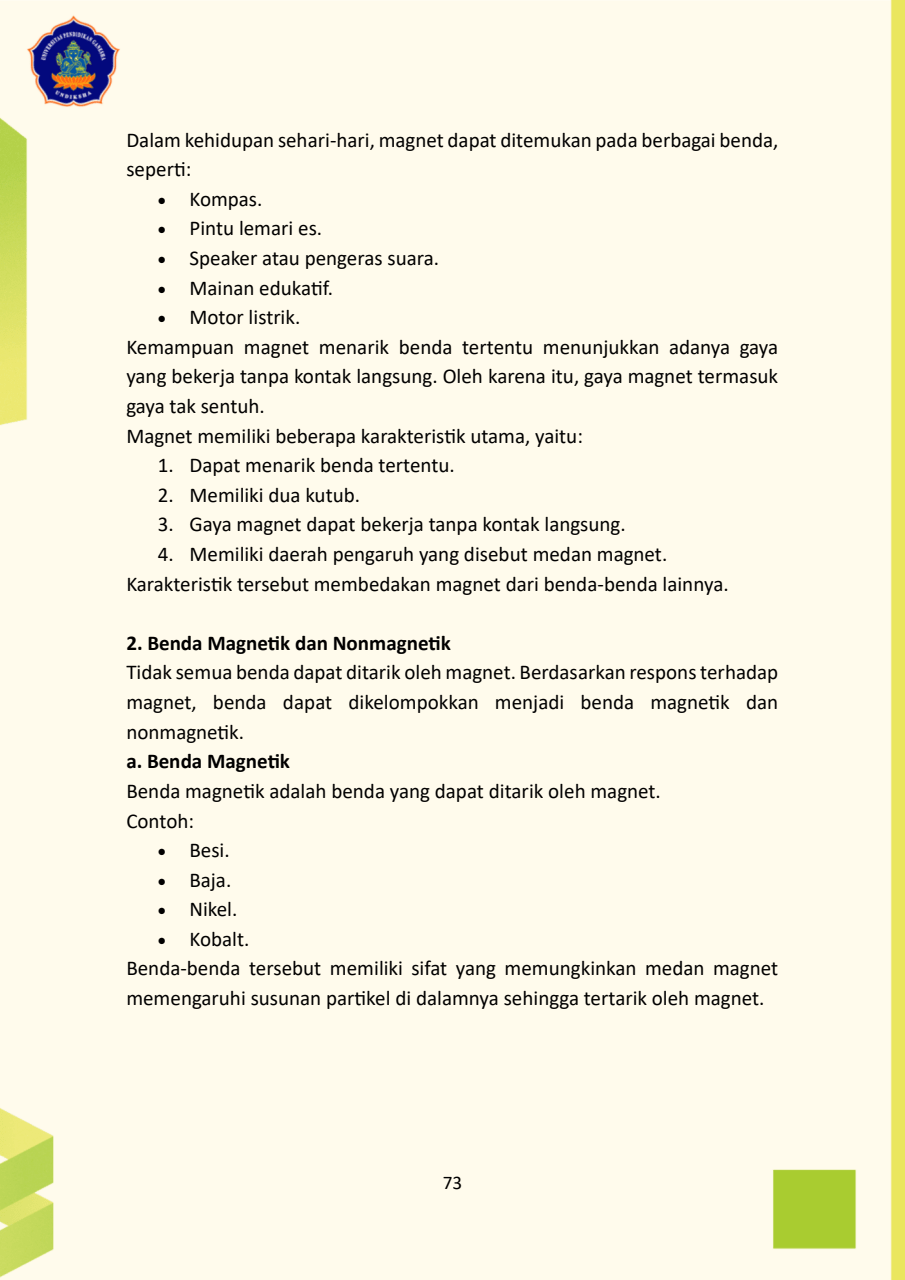 UNIVERSITAS PENDIDIKAN GANESHA
UNDIKSHA
Dalam kehidupan sehari-hari, magnet dapat ditemukan pada berbagai benda,
seperti:
• Kompas.
• Pintu lemari es.
• Speaker atau pengeras suara.
• Mainan edukatif.
• Motor listrik.
Kemampuan magnet menarik benda tertentu menunjukkan adanya gaya
yang bekerja tanpa kontak langsung. Oleh karena itu, gaya magnet termasuk
gaya tak sentuh.
Magnet memiliki beberapa karakteristik utama, yaitu:
1. Dapat menarik benda tertentu.
2. Memiliki dua kutub.
3. Gaya magnet dapat bekerja tanpa kontak langsung.
4. Memiliki daerah pengaruh yang disebut medan magnet.
Karakteristik tersebut membedakan magnet dari benda-benda lainnya.
2. Benda Magnetik dan Nonmagnetik
Tidak semua benda dapat ditarik oleh magnet. Berdasarkan respons terhadap
magnet, benda dapat dikelompokkan menjadi benda magnetik dan
nonmagnetik.
a. Benda Magnetik
Benda magnetik adalah benda yang dapat ditarik oleh magnet.
Contoh:
• Besi.
• Baja.
• Nikel.
• Kobalt.
Benda-benda tersebut memiliki sifat yang memungkinkan medan magnet
memengaruhi susunan partikel di dalamnya sehingga tertarik oleh magnet.
73